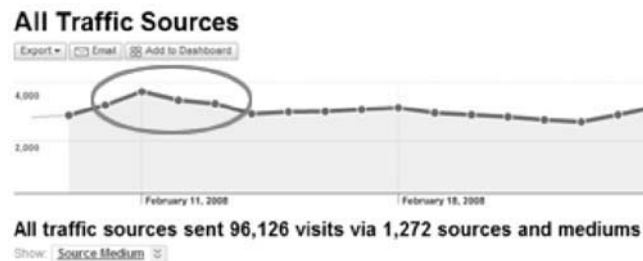 All Traffic Sources
Export Email Add to Dashboard
4,000
2,000
February 11, 2008 February 18, 2008
All traffic sources sent 96,126 visits via 1,272 sources and mediums
Show: Source Medium